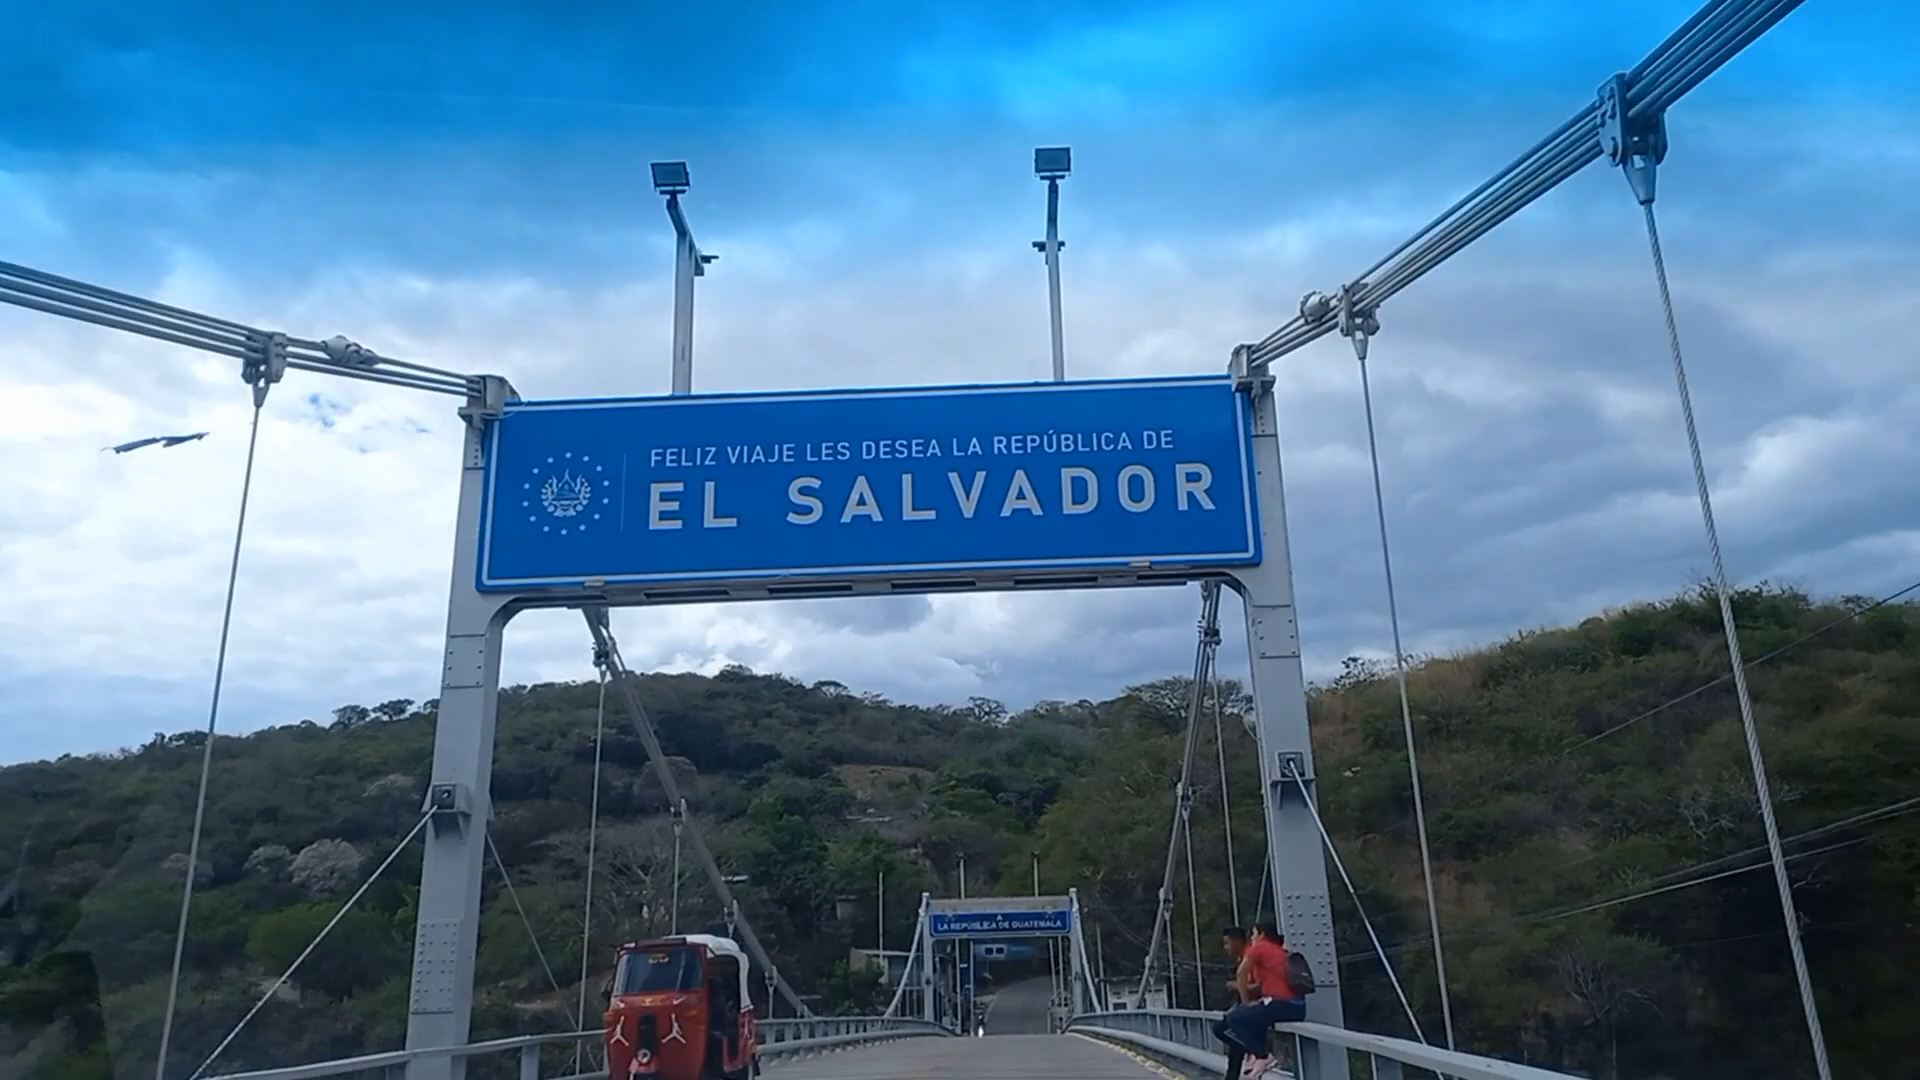 FELIZ VIAJE LES DESEA LA REPÚBLICA DE
EL SALVADOR
A
LA REPÚBLICA DE GUATEMALA